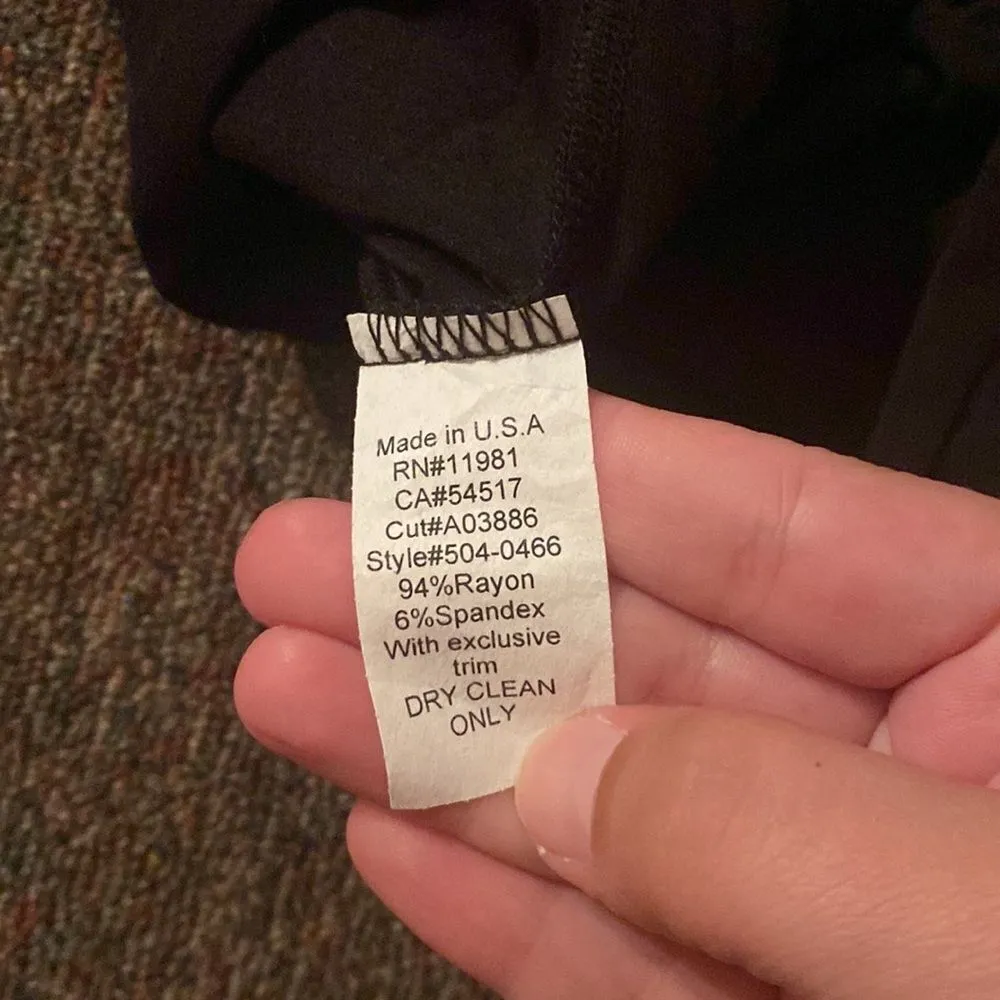 Made in U.S.A
RN#11981
CA#54517
Cut#A03886
Style#504-0466
94%Rayon
6%Spandex
With exclusive
trim
DRY CLEAN
ONLY